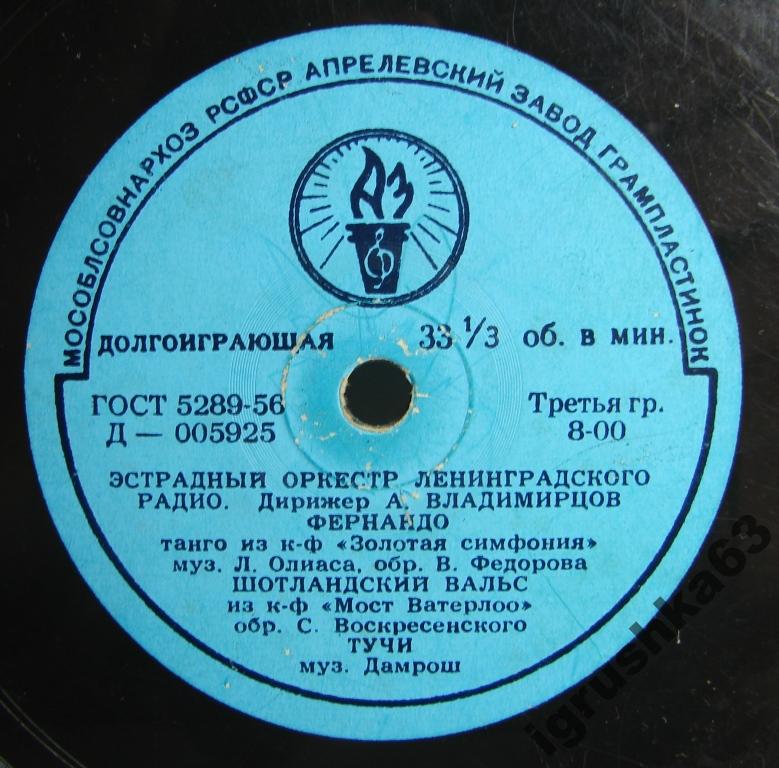 МОСОБЛСОВНАРХОЗ РСФСР АПРЕЛЕВСКИЙ ЗАВОД ГРАМПЛАСТИНОК
АЗ
ДОЛГОИГРАЮЩАЯ 33 1/3 об. в мин.
ГОСТ 5289-56 Третья гр.
Д — 005925 8-00
ЭСТРАДНЫЙ ОРКЕСТР ЛЕНИНГРАДСКОГО
РАДИО. Дирижер А. ВЛАДИМИРЦОВ
ФЕРНАНДО
танго из к-ф «Золотая симфония»
муз. Л. Олиаса, обр. В. Федорова
ШОТЛАНДСКИЙ ВАЛЬС
из к-ф «Мост Ватерлоо»
обр. С. Воскресенского
ТУЧИ
муз. Дамрош
igrushka63